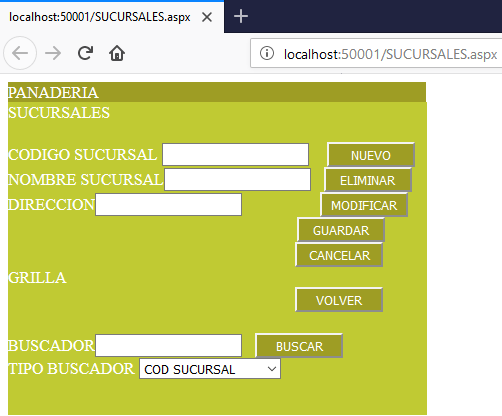 localhost:50001/SUCURSALES.aspx
localhost:50001/SUCURSALES.aspx
PANADERIA
SUCURSALES
CODIGO SUCURSAL NUEVO
NOMBRE SUCURSAL ELIMINAR
DIRECCION MODIFICAR
GUARDAR
CANCELAR
GRILLA
VOLVER
BUSCADOR BUSCAR
TIPO BUSCADOR COD SUCURSAL